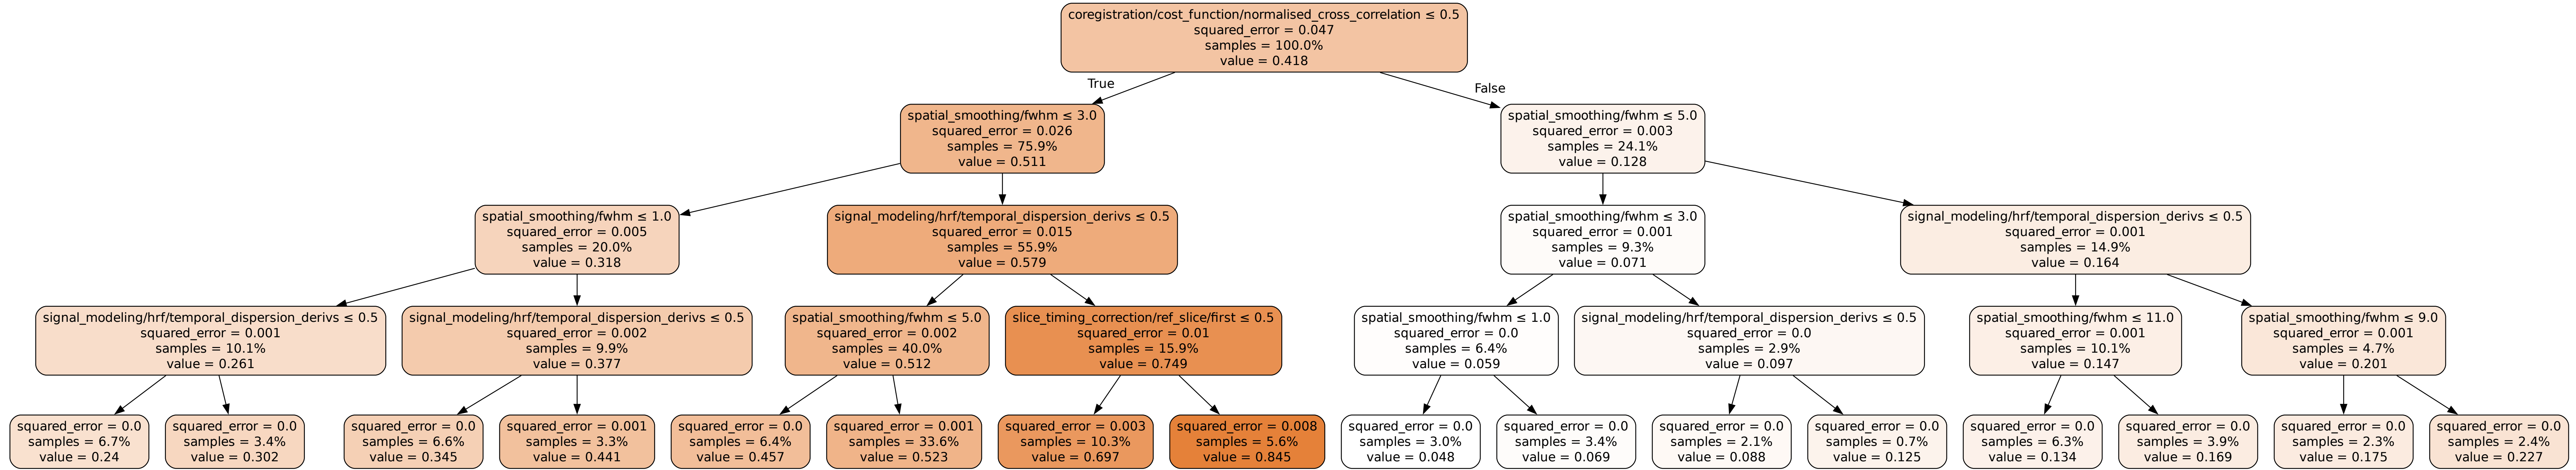 coregistration/cost_function/normalised_cross_correlation ≤ 0.5
squared_error = 0.047
samples = 100.0%
value = 0.418
True
False
spatial_smoothing/fwhm ≤ 3.0
squared_error = 0.026
samples = 75.9%
value = 0.511
spatial_smoothing/fwhm ≤ 5.0
squared_error = 0.003
samples = 24.1%
value = 0.128
spatial_smoothing/fwhm ≤ 1.0
squared_error = 0.005
samples = 20.0%
value = 0.318
signal_modeling/hrf/temporal_dispersion_derivs ≤ 0.5
squared_error = 0.015
samples = 55.9%
value = 0.579
spatial_smoothing/fwhm ≤ 3.0
squared_error = 0.001
samples = 9.3%
value = 0.071
signal_modeling/hrf/temporal_dispersion_derivs ≤ 0.5
squared_error = 0.001
samples = 14.9%
value = 0.164
signal_modeling/hrf/temporal_dispersion_derivs ≤ 0.5
squared_error = 0.001
samples = 10.1%
value = 0.261
signal_modeling/hrf/temporal_dispersion_derivs ≤ 0.5
squared_error = 0.002
samples = 9.9%
value = 0.377
spatial_smoothing/fwhm ≤ 5.0
squared_error = 0.002
samples = 40.0%
value = 0.512
slice_timing_correction/ref_slice/first ≤ 0.5
squared_error = 0.01
samples = 15.9%
value = 0.749
spatial_smoothing/fwhm ≤ 1.0
squared_error = 0.0
samples = 6.4%
value = 0.059
signal_modeling/hrf/temporal_dispersion_derivs ≤ 0.5
squared_error = 0.0
samples = 2.9%
value = 0.097
spatial_smoothing/fwhm ≤ 11.0
squared_error = 0.001
samples = 10.1%
value = 0.147
spatial_smoothing/fwhm ≤ 9.0
squared_error = 0.001
samples = 4.7%
value = 0.201
squared_error = 0.0
samples = 6.7%
value = 0.24
squared_error = 0.0
samples = 3.4%
value = 0.302
squared_error = 0.0
samples = 6.6%
value = 0.345
squared_error = 0.001
samples = 3.3%
value = 0.441
squared_error = 0.0
samples = 6.4%
value = 0.457
squared_error = 0.001
samples = 33.6%
value = 0.523
squared_error = 0.003
samples = 10.3%
value = 0.697
squared_error = 0.008
samples = 5.6%
value = 0.845
squared_error = 0.0
samples = 3.0%
value = 0.048
squared_error = 0.0
samples = 3.4%
value = 0.069
squared_error = 0.0
samples = 2.1%
value = 0.088
squared_error = 0.0
samples = 0.7%
value = 0.125
squared_error = 0.0
samples = 6.3%
value = 0.134
squared_error = 0.0
samples = 3.9%
value = 0.169
squared_error = 0.0
samples = 2.3%
value = 0.175
squared_error = 0.0
samples = 2.4%
value = 0.227